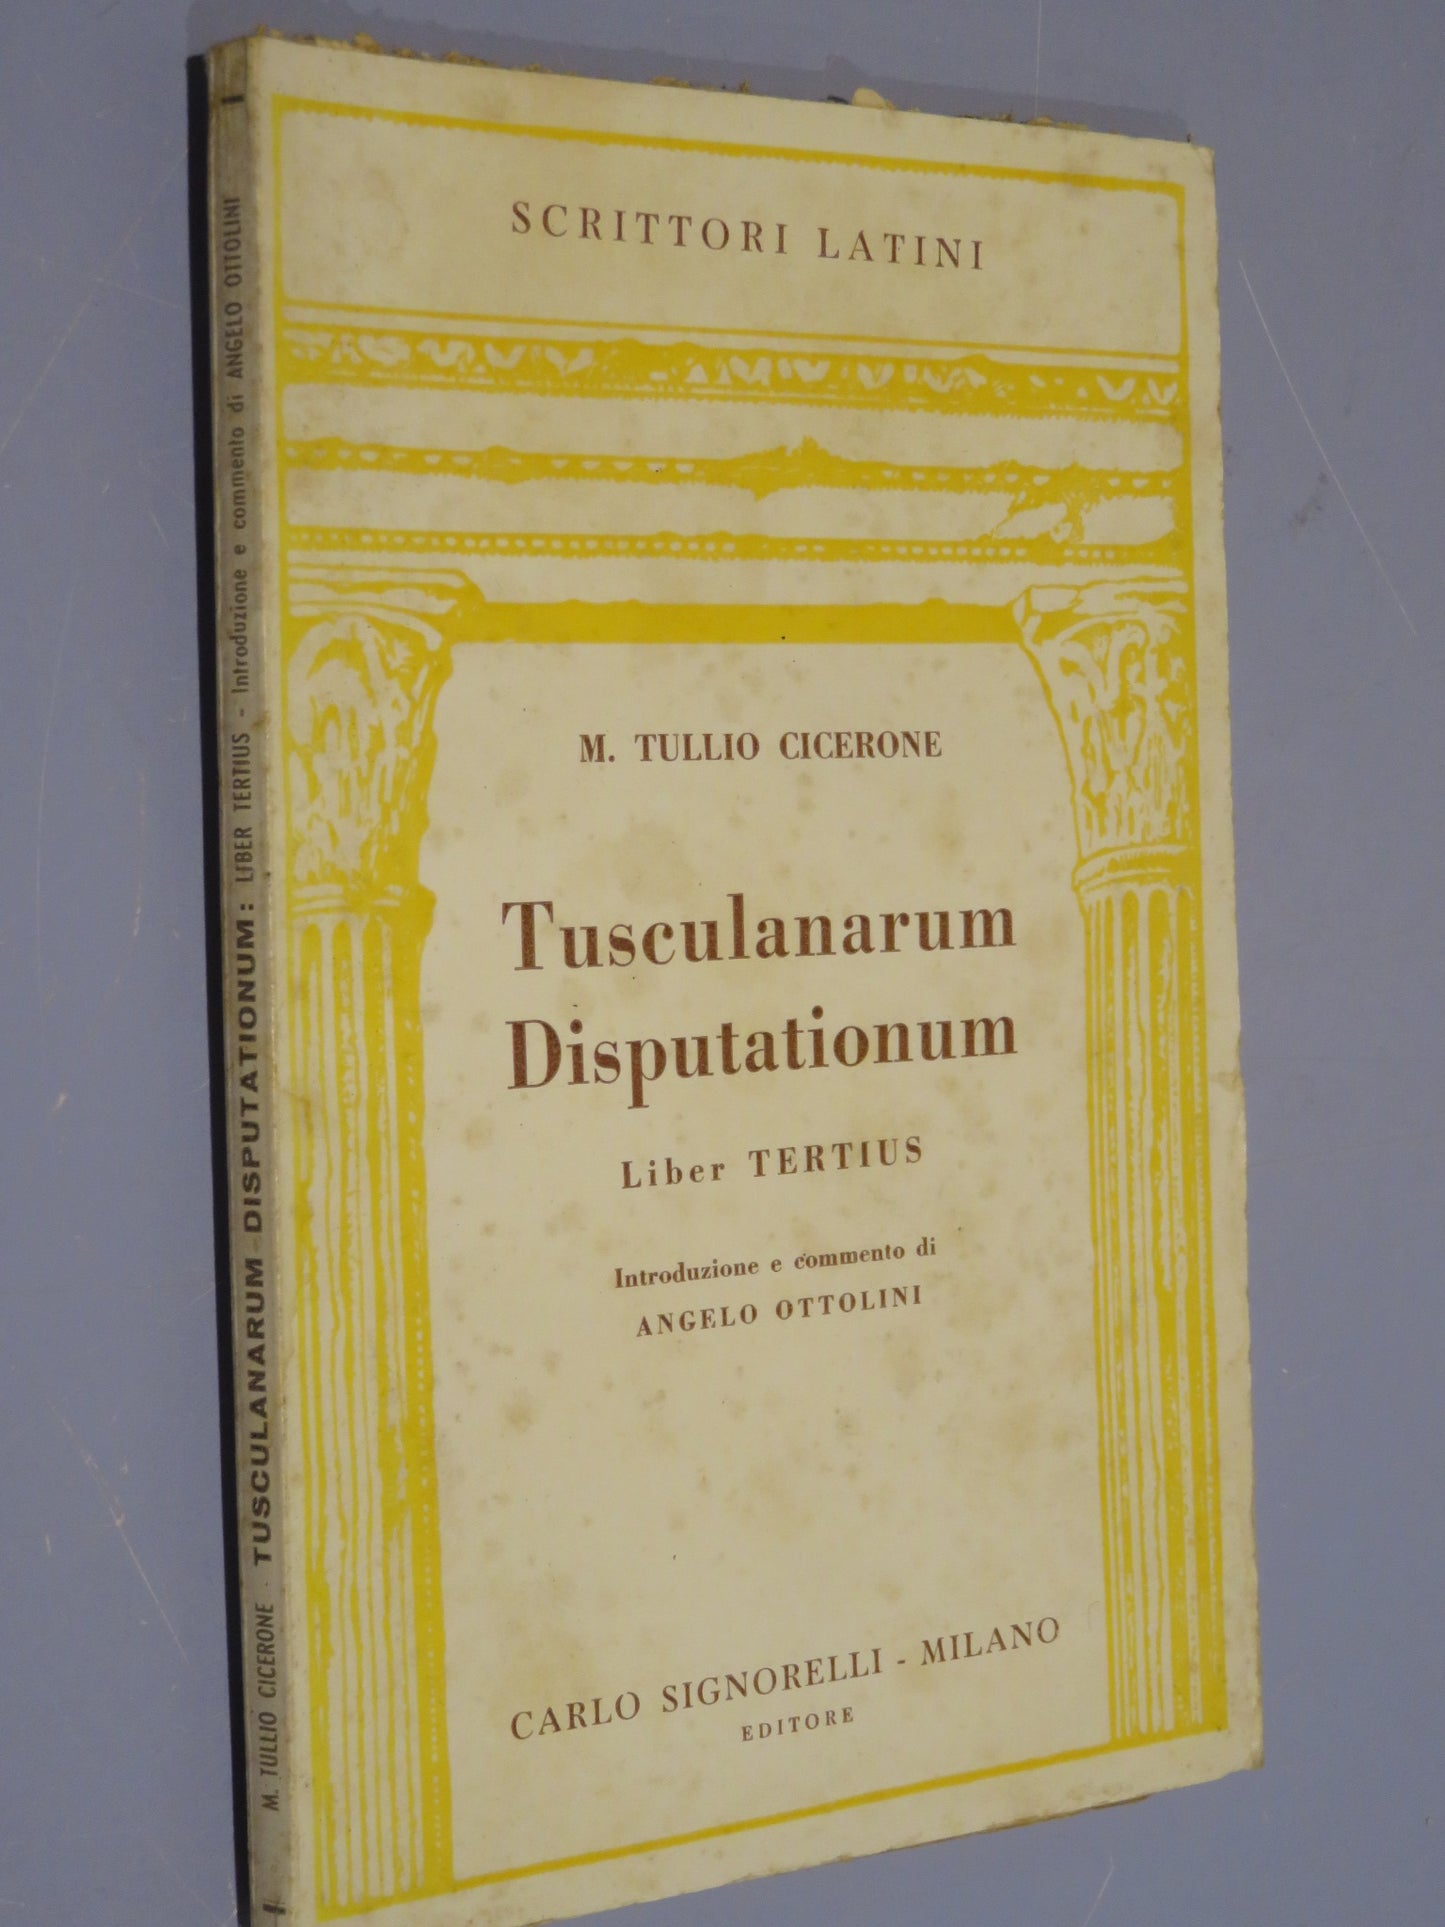 SCRITTORI LATINI
M. TULLIO CICERONE
Tusculanarum
Disputationum
Liber TERTIUS
Introduzione e commento di
ANGELO OTTOLINI
CARLO SIGNORELLI - MILANO
EDITORE
M. TULLIO CICERONE - TUSCULANARUM DISPUTATIONUM: LIBER TERTIUS - Introduzione e commento di ANGELO OTTOLINI